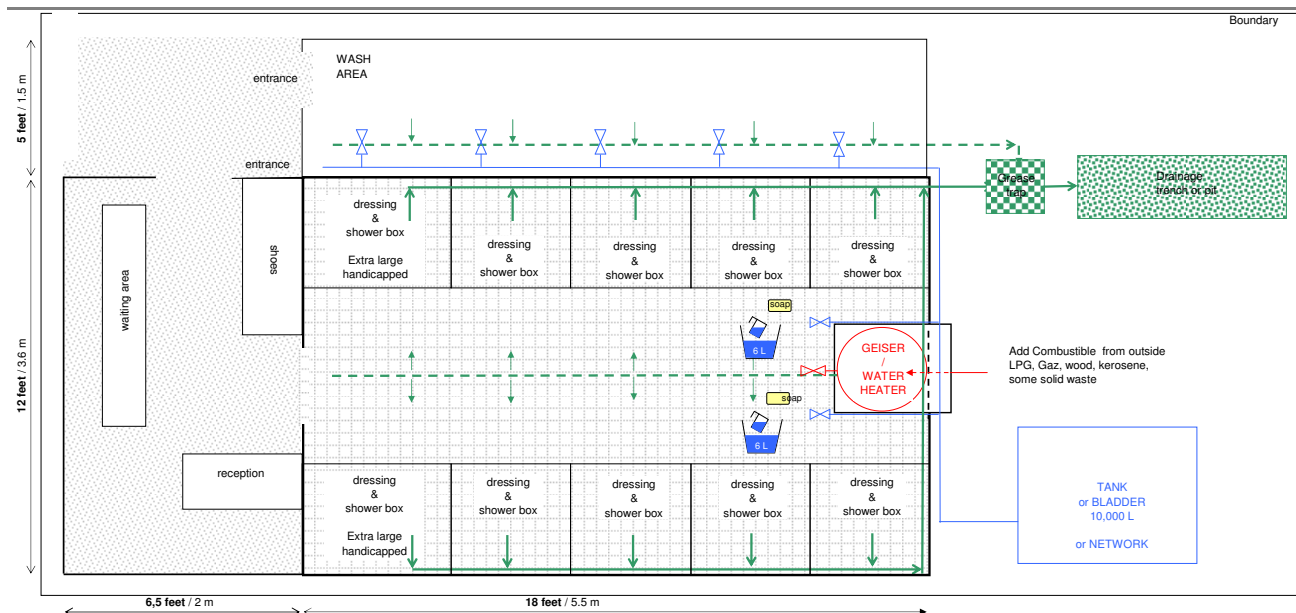 Boundary
WASH
AREA
entrance
5 feet / 1.5 m
entrance
Grease
trap
Drainage
trench or pit
12 feet / 3.6 m
waiting area
shoes
dressing
&
shower box
Extra large
handicapped
dressing
&
shower box
dressing
&
shower box
dressing
&
shower box
dressing
&
shower box
soap
6 L
GEISER
/
WATER
HEATER
Add Combustible from outside
LPG, Gaz, wood, kerosene,
some solid waste
soap
6 L
reception
dressing
&
shower box
Extra large
handicapped
dressing
&
shower box
dressing
&
shower box
dressing
&
shower box
dressing
&
shower box
TANK
or BLADDER
10,000 L
or NETWORK
6,5 feet / 2 m
18 feet / 5.5 m